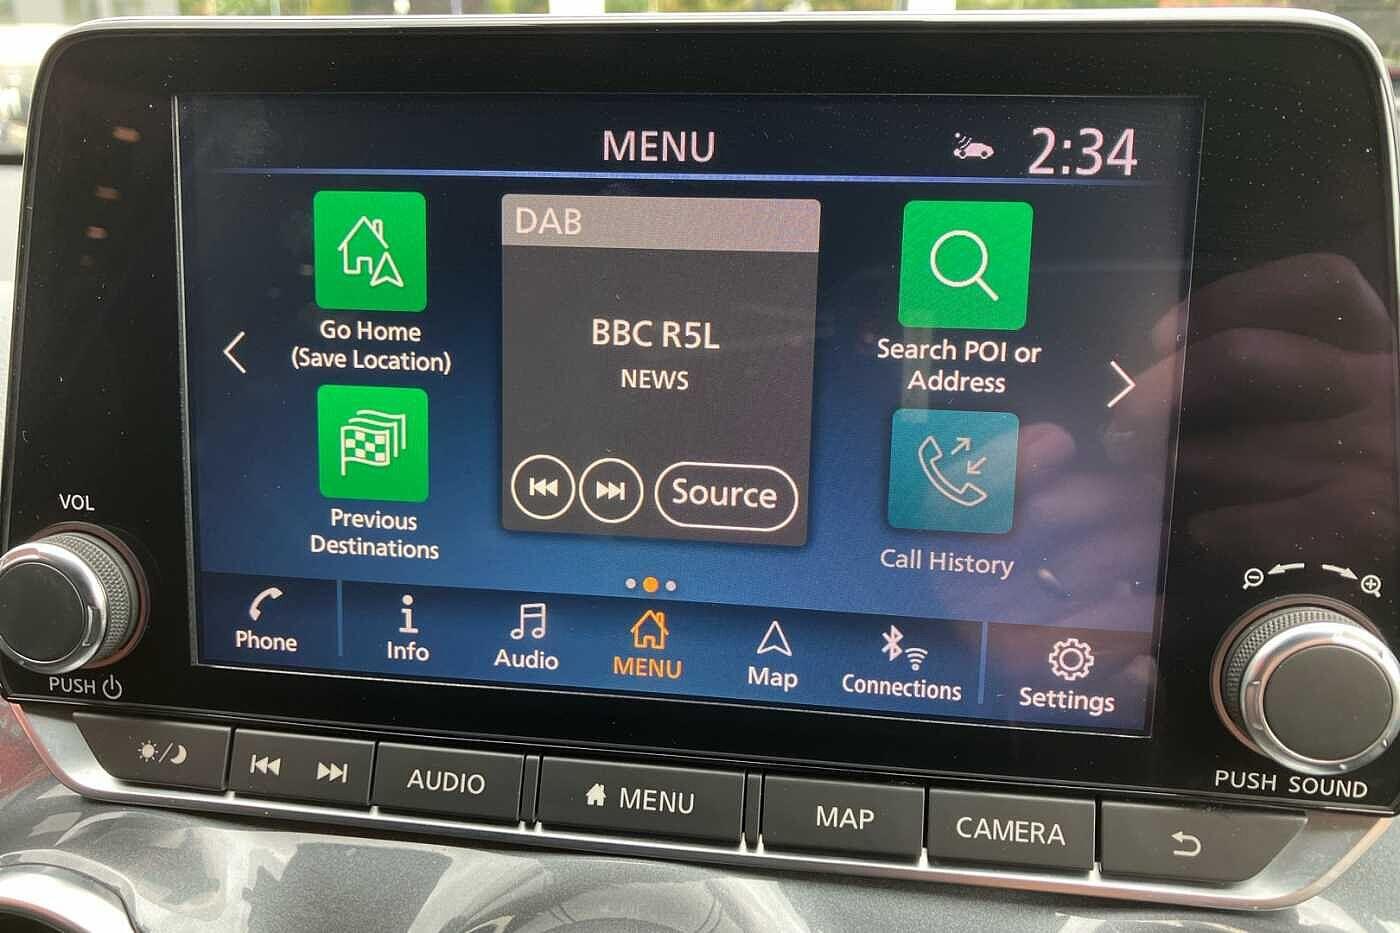 MENU
2:34
Go Home
(Save Location)
DAB
BBC R5L
NEWS
Source
Search POI or
Address
Previous
Destinations
Call History
VOL
PUSH
Phone
Info
Audio
MENU
Map
Connections
Settings
PUSH SOUND
AUDIO
MENU
MAP
CAMERA